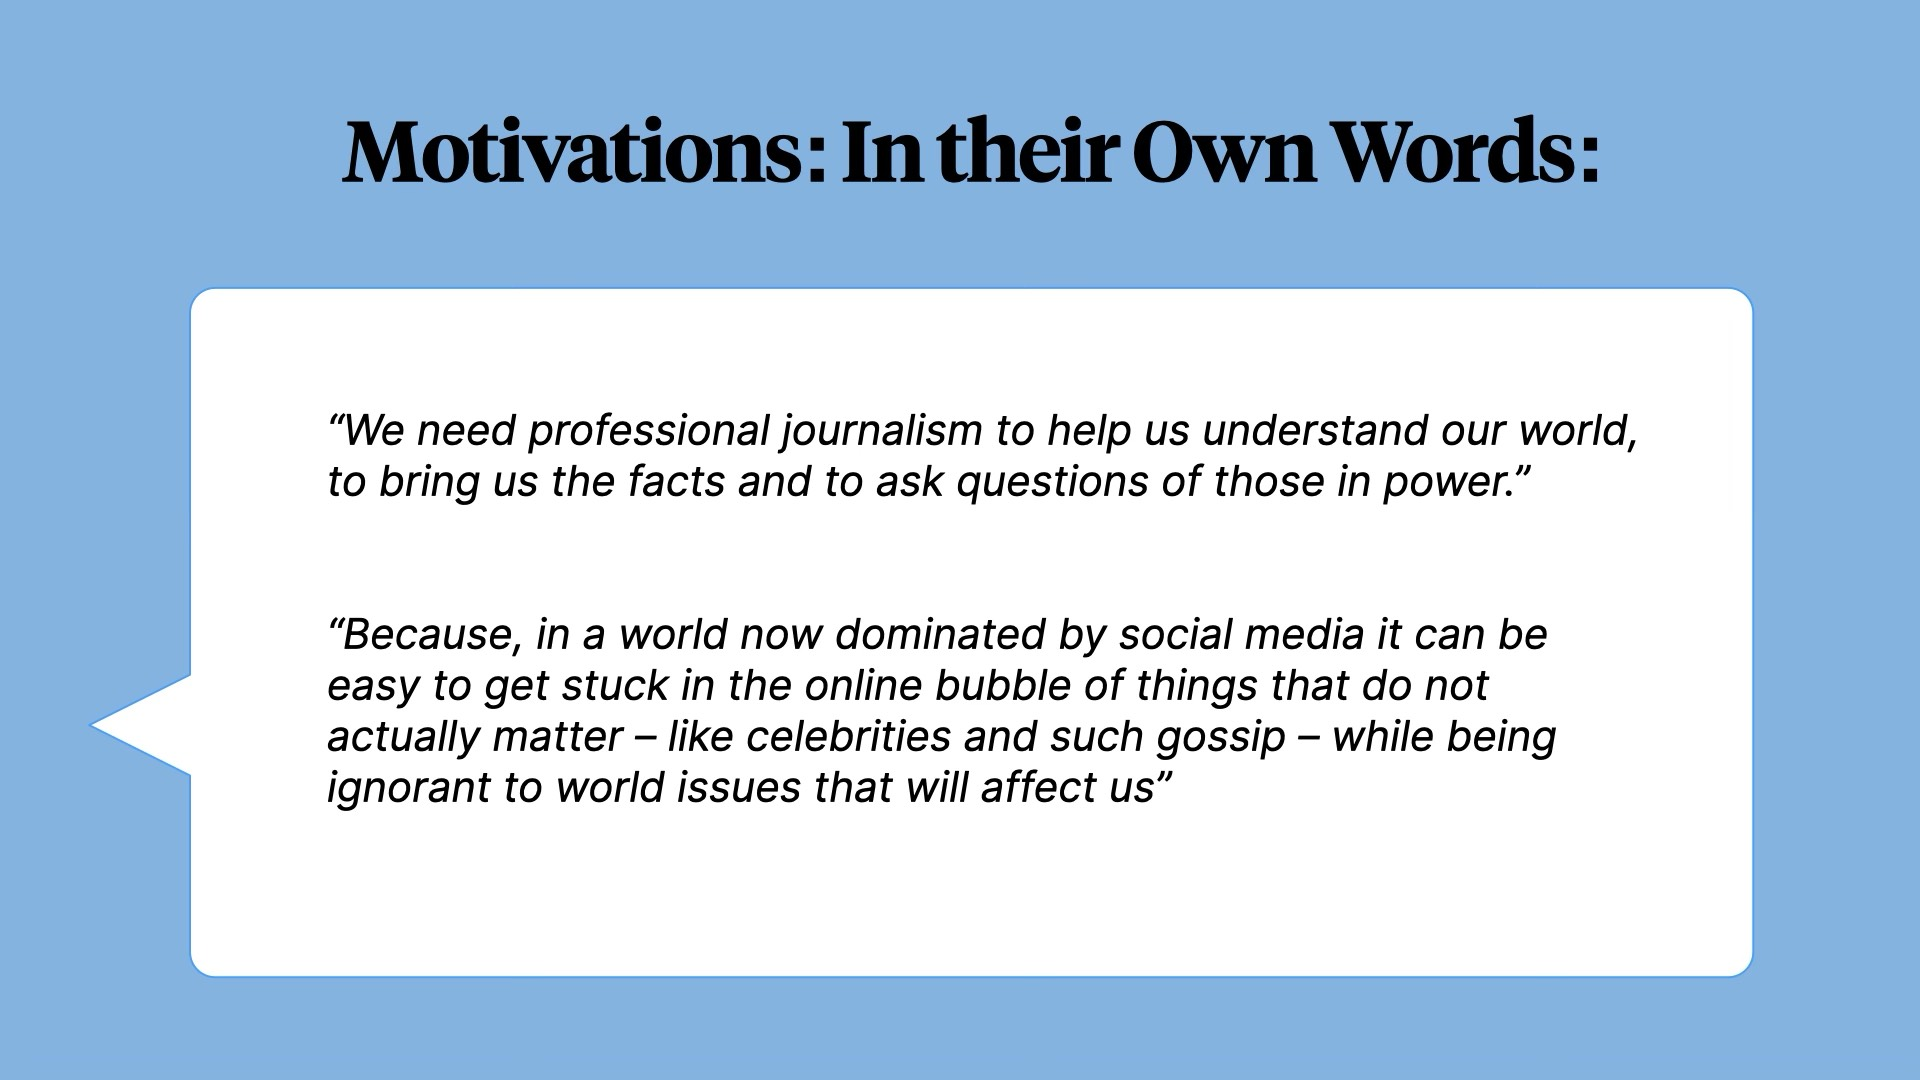 Motivations: In their Own Words:
“We need professional journalism to help us understand our world,
to bring us the facts and to ask questions of those in power.”
“Because, in a world now dominated by social media it can be
easy to get stuck in the online bubble of things that do not
actually matter – like celebrities and such gossip – while being
ignorant to world issues that will affect us”